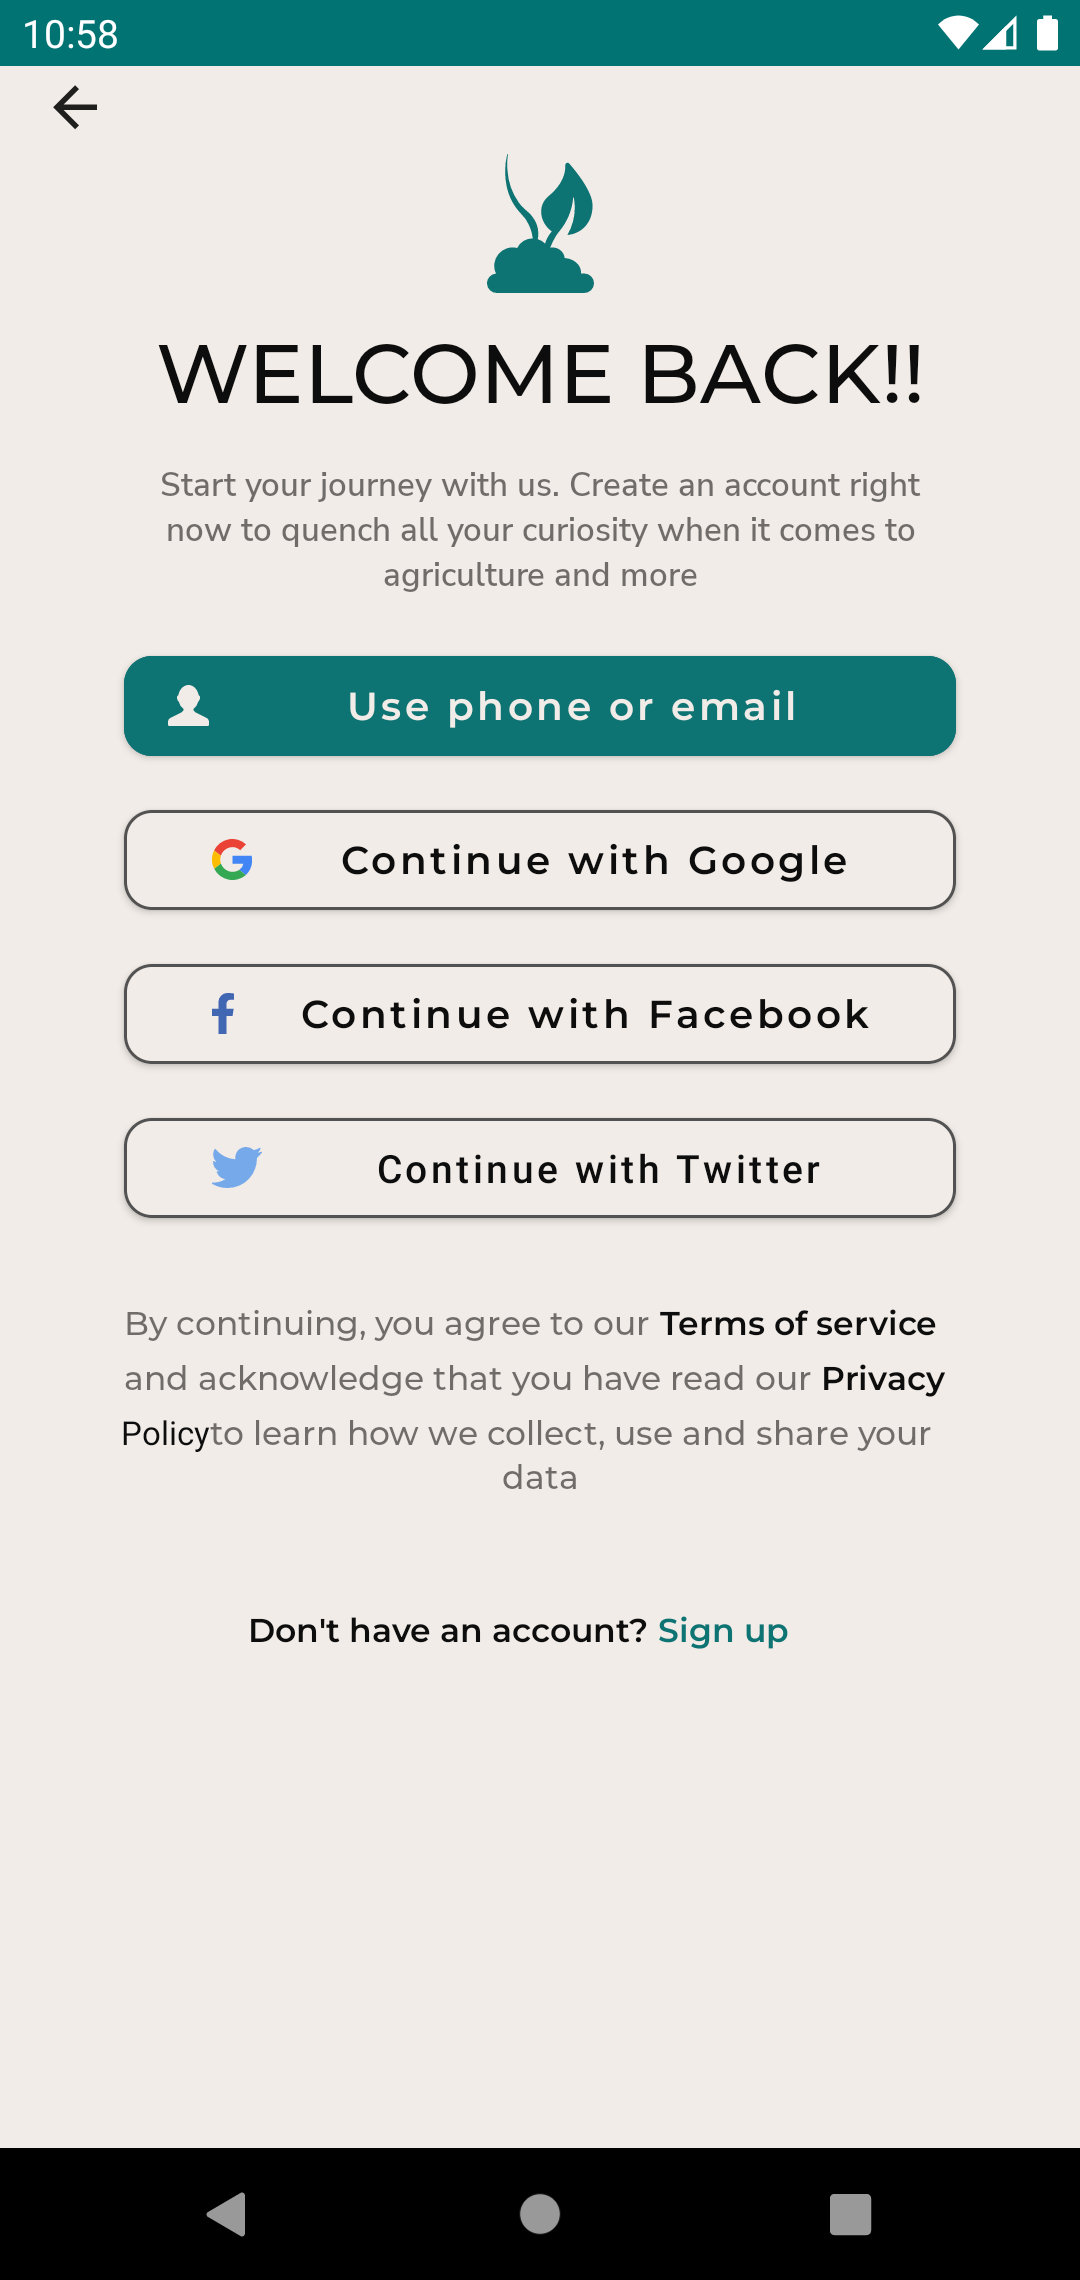 10:58
WELCOME BACK!!
Start your journey with us. Create an account right
now to quench all your curiosity when it comes to
agriculture and more
Use phone or email
Continue with Google
Continue with Facebook
Continue with Twitter
By continuing, you agree to our Terms of service
and acknowledge that you have read our Privacy
Policyto learn how we collect, use and share your
data
Don't have an account? Sign up